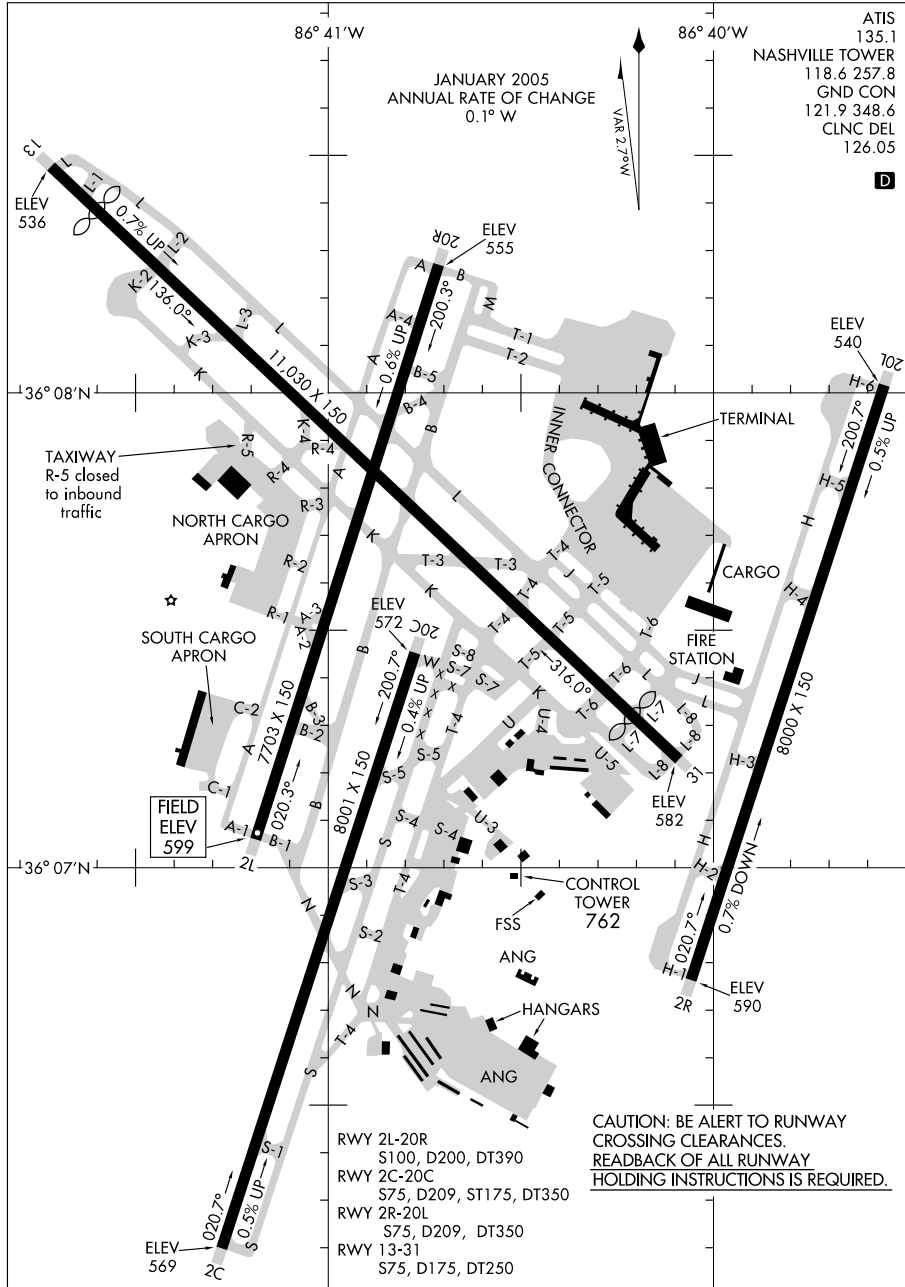 86° 41'W
86° 40'W
ATIS
135.1
NASHVILLE TOWER
118.6 257.8
GND CON
121.9 348.6
CLNC DEL
126.05
D
JANUARY 2005
ANNUAL RATE OF CHANGE
0.1° W
VAR 2.7°W
13
L
L-1
ELEV
536
0.7% UP
L
L-2
K-2
136.0°
L-3
K-3
L
K
11,030 X 150
20R
ELEV
555
A
B
200.3°
W
A-4
T-1
T-2
A
0.6% UP
B-5
B-4
B
ELEV
540
20L
H-6
200.7°
0.5% UP
36° 08'N
TERMINAL
INNER CONNECTOR
TAXIWAY
R-5 closed
to inbound
traffic
R-5
K-4
R-4
R-4
A
L
H-5
H
R-3
NORTH CARGO
APRON
K
R-2
T-3
T-3
T-4
J
T-5
T-4
K
CARGO
H-4
R-1
A-3
A-2
ELEV
572
20C
T-4
T-5
T-6
B
SOUTH CARGO
APRON
W
S-8
S-7
S-7
T-5
316.0°
T-6
L
FIRE
STATION
J
L
200.7°
0.4% UP
x
x
x
x
x
K
T-6
L-7
L-7
L-8
L-8
L-8
31
ELEV
582
C-2
B-3
B-2
T-4
U
U-4
U-5
8000 X 150
A
7703 X 150
S-5
S-5
H-3
C-1
020.3°
B
8001 X 150
S-4
S-4
U-3
FIELD
ELEV
599
A-1
B-1
2L
S
H
36° 07'N
S-3
T-4
CONTROL
TOWER
762
H-2
N
FSS
S-2
ANG
020.7°
0.7% DOWN
H-1
2R
ELEV
590
N
N
T-4
HANGARS
ANG
S
S-1
020.7°
0.5% UP
S
ELEV
569
2C
RWY 2L-20R
S100, D200, DT390
RWY 2C-20C
S75, D209, ST175, DT350
RWY 2R-20L
S75, D209, DT350
RWY 13-31
S75, D175, DT250
CAUTION: BE ALERT TO RUNWAY
CROSSING CLEARANCES.
READBACK OF ALL RUNWAY
HOLDING INSTRUCTIONS IS REQUIRED.